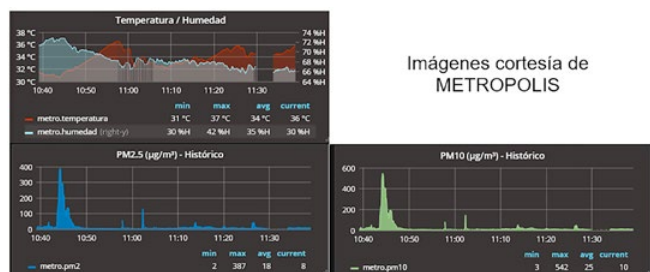 Temperatura / Humedad
38 °C
36 °C
34 °C
32 °C
30 °C
74 %H
72 %H
70 %H
68 %H
66 %H
64 %H
10:40 10:50 11:00 11:10 11:20 11:30
min max avg current
metro.temperatura 31 °C 37 °C 34 °C 36 °C
metro.humedad (right-y) 30 %H 42 %H 35 %H 30 %H
Imágenes cortesía de
METROPOLIS
PM2.5 (µg/m³) - Histórico
400
300
200
100
0
10:40 10:50 11:00 11:10 11:20 11:30
min max avg current
metro.pm2 2 387 18 8
PM10 (µg/m³) - Histórico
600
400
200
0
10:40 10:50 11:00 11:10 11:20 11:30
min max avg current
metro.pm10 3 542 25 10